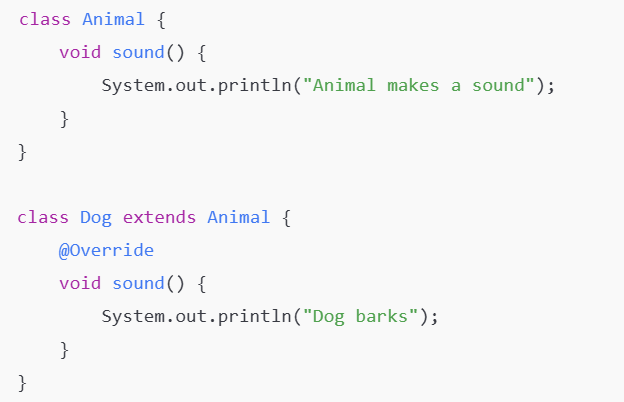 class Animal {
    void sound() {
        System.out.println("Animal makes a sound");
    }
}

class Dog extends Animal {
    @Override
    void sound() {
        System.out.println("Dog barks");
    }
}